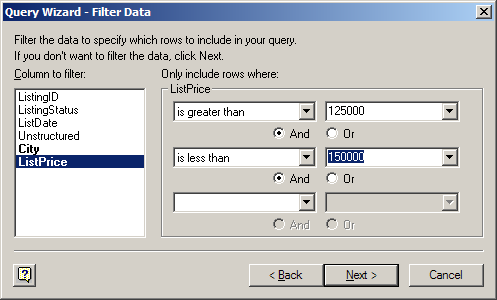 Query Wizard - Filter Data
Filter the data to specify which rows to include in your query.
If you don't want to filter the data, click Next.
Column to filter:
Only include rows where:
ListingID
ListingStatus
ListDate
Unstructured
City
ListPrice
ListPrice
is greater than 125000
And Or
is less than 150000
And Or
And Or
< Back Next > Cancel